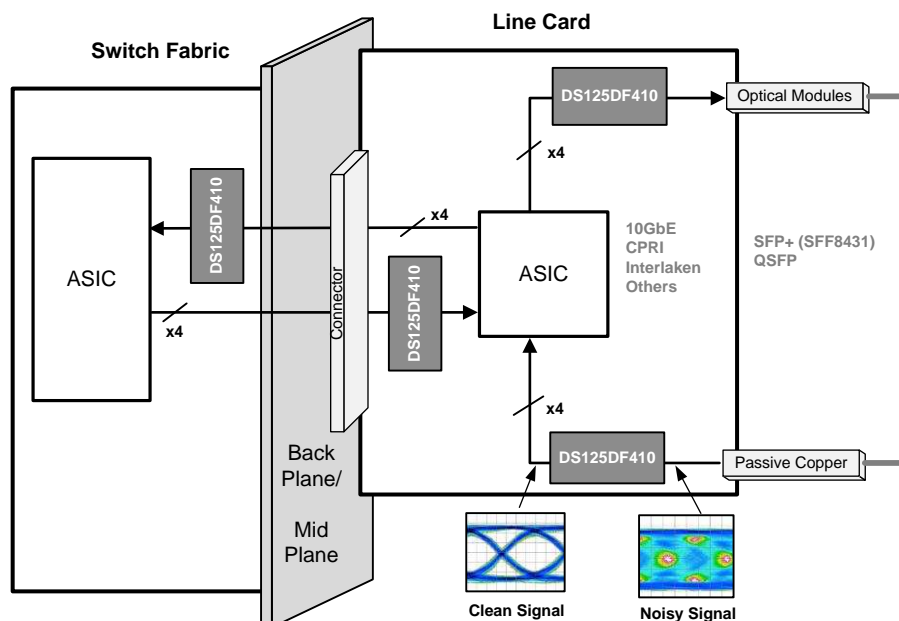 Line Card
Switch Fabric
DS125DF410
Optical Modules
x4
DS125DF410
x4
ASIC
ASIC
10GbE
CPRI
Interlaken
Others
SFP+ (SFF8431)
QSFP
Connector
DS125DF410
x4
x4
DS125DF410
Passive Copper
Back
Plane/
Mid
Plane
Clean Signal
Noisy Signal